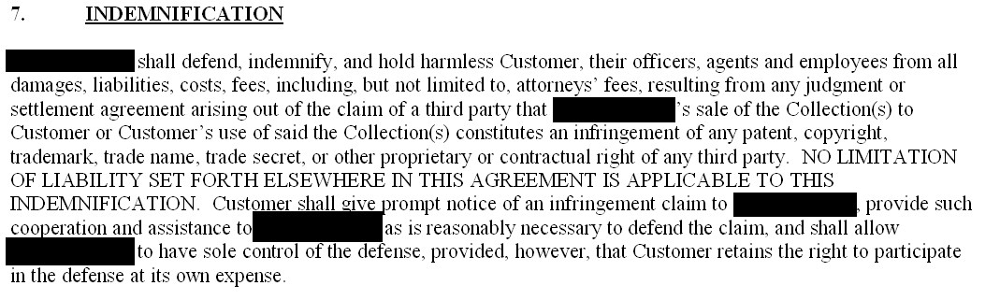 7. INDEMNIFICATION
shall defend, indemnify, and hold harmless Customer, their officers, agents and employees from all
damages, liabilities, costs, fees, including, but not limited to, attorneys' fees, resulting from any judgment or
settlement agreement arising out of the claim of a third party that 's sale of the Collection(s) to
Customer or Customer's use of said the Collection(s) constitutes an infringement of any patent, copyright,
trademark, trade name, trade secret, or other proprietary or contractual right of any third party. NO LIMITATION
OF LIABILITY SET FORTH ELSEWHERE IN THIS AGREEMENT IS APPLICABLE TO THIS
INDEMNIFICATION. Customer shall give prompt notice of an infringement claim to , provide such
cooperation and assistance to as is reasonably necessary to defend the claim, and shall allow
to have sole control of the defense, provided, however, that Customer retains the right to participate
in the defense at its own expense.